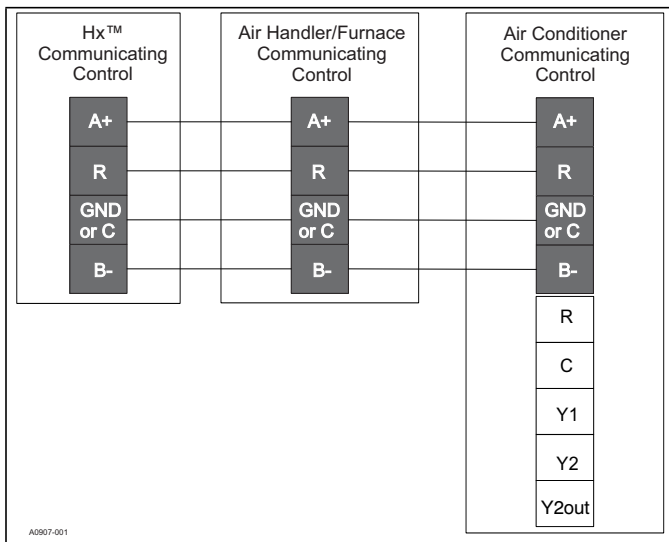 Hx™
Communicating
Control
A+
R
GND
or C
B-
Air Handler/Furnace
Communicating
Control
A+
R
GND
or C
B-
Air Conditioner
Communicating
Control
A+
R
GND
or C
B-
R
C
Y1
Y2
Y2out
A0907-001